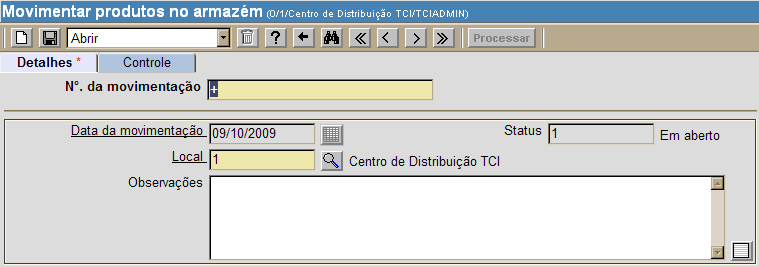 Movimentar produtos no armazém (0/1/Centro de Distribuição TCI/TCIADMIN)
Abrir ? Processar
Detalhes * Controle
N°. da movimentação +
Data da movimentação 09/10/2009 Status 1 Em aberto
Local 1 Centro de Distribuição TCI
Observações